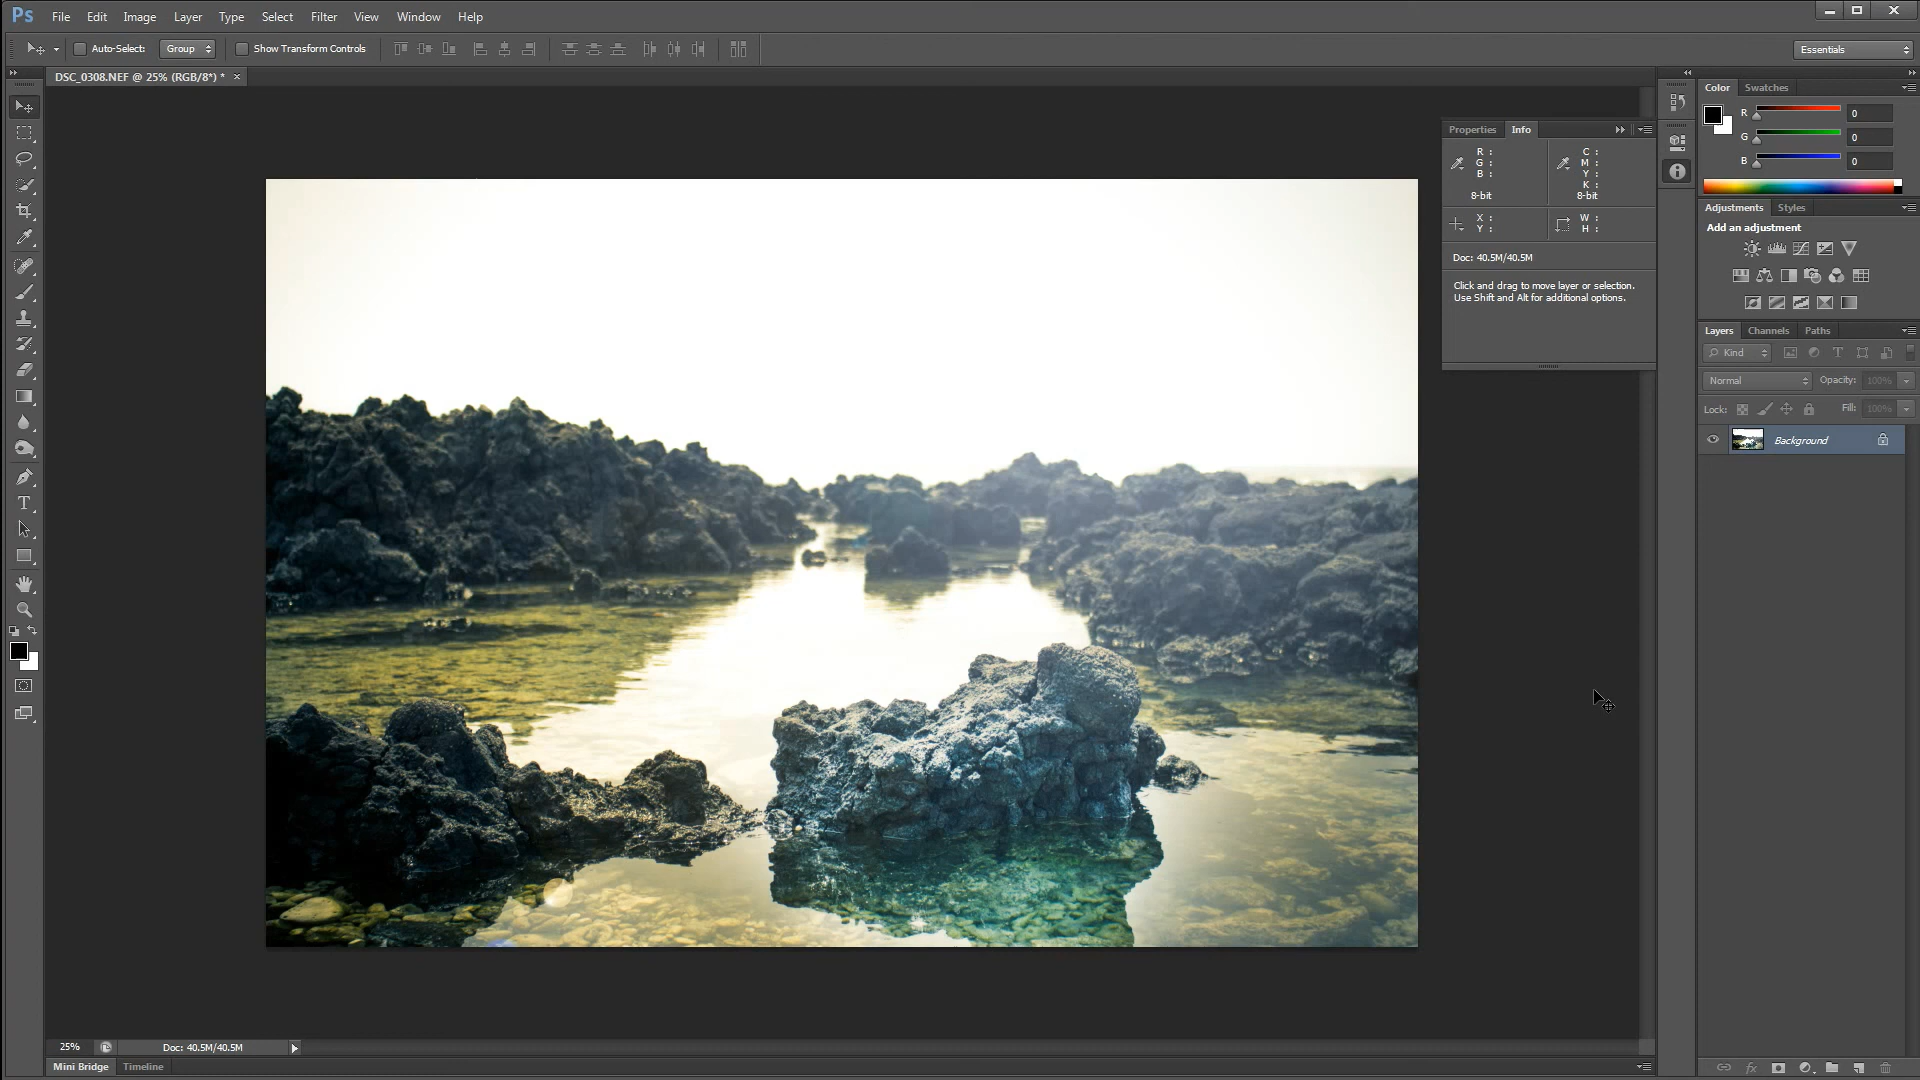 Ps File Edit Image Layer Type Select Filter View Window Help
Auto-Select: Group Show Transform Controls Essentials
DSC_0308.NEF @ 25% (RGB/8*) * ×
Color Swatches
R 0
G 0
B 0
Properties Info
R : C :
G : M :
B : Y :
K :
8-bit 8-bit
X : W :
Y : H :
Doc: 40.5M/40.5M
Click and drag to move layer or selection.
Use Shift and Alt for additional options.
Adjustments Styles
Add an adjustment
Layers Channels Paths
Kind
Normal Opacity: 100%
Lock: Fill: 100%
Background
25% Doc: 40.5M/40.5M
Mini Bridge Timeline